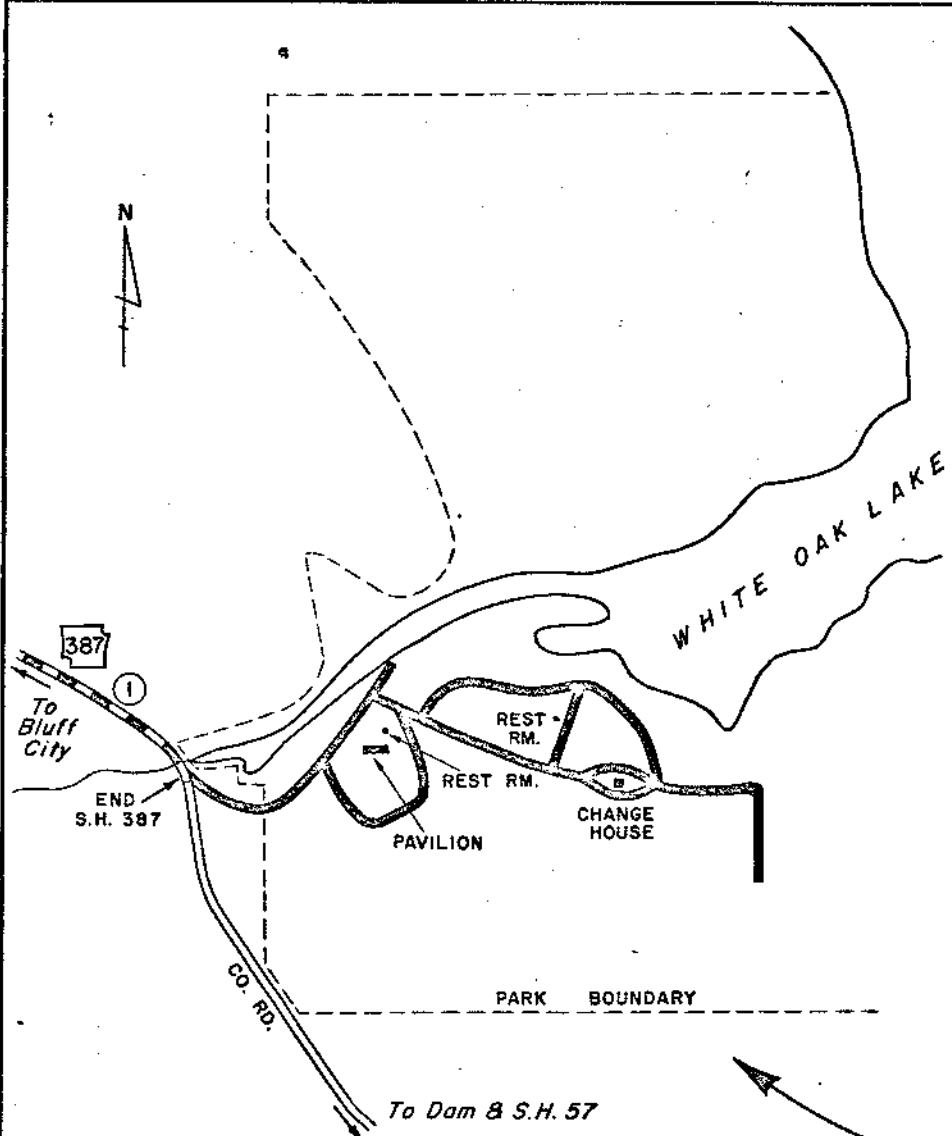 N
WHITE OAK LAKE
387
1
To
Bluff
City
REST
RM.
REST RM.
END
S.H. 387
CHANGE
HOUSE
PAVILION
CO. RD.
PARK BOUNDARY
To Dam & S.H. 57